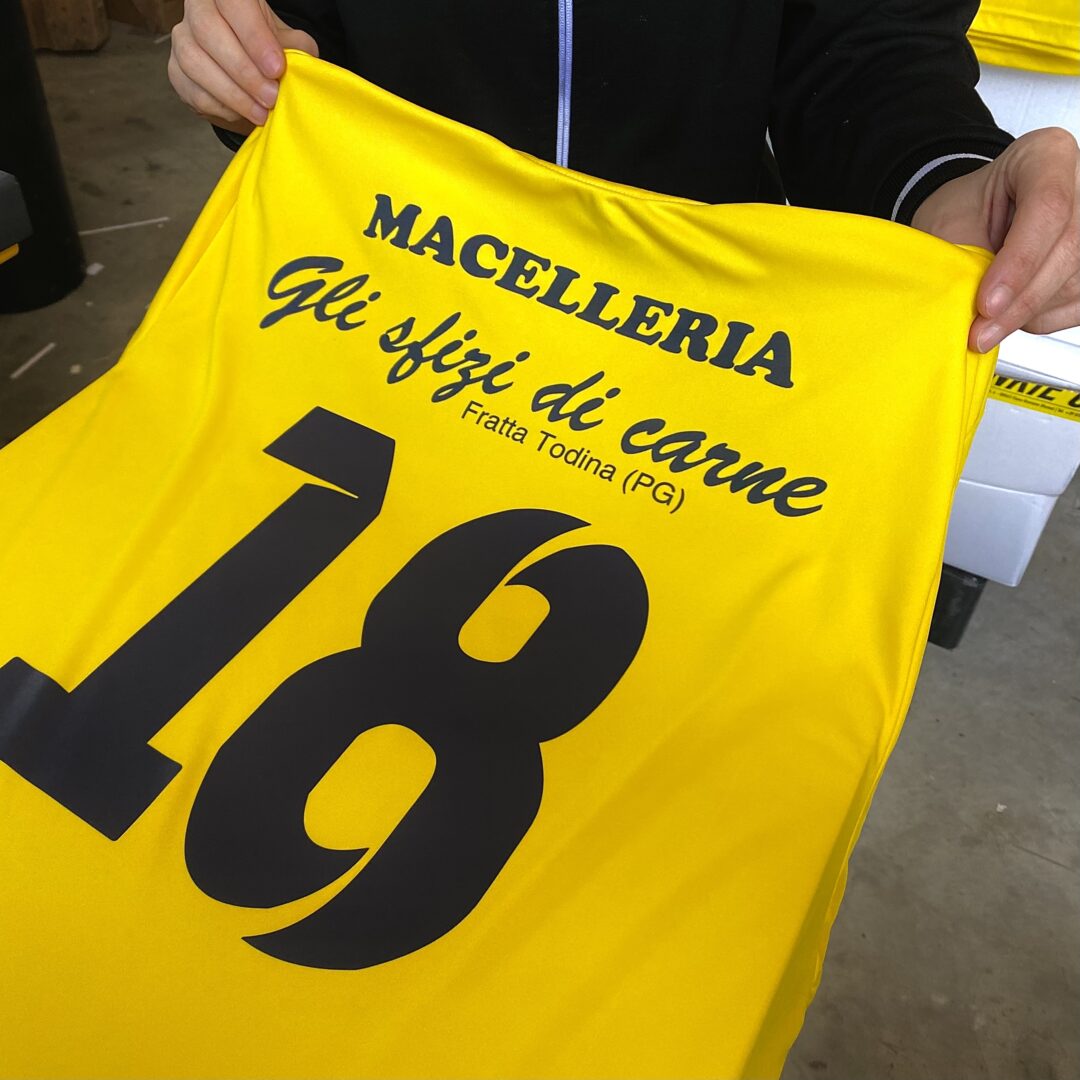 MACELLERIA
Gli sfizi di carne
Fratta Todina (PG)
18